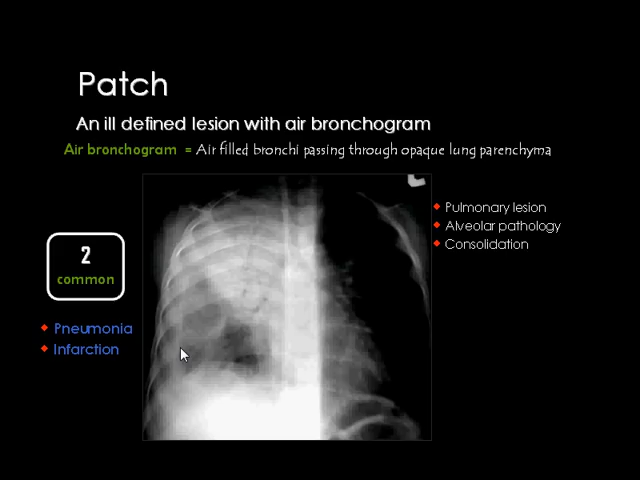 Patch
An ill defined lesion with air bronchogram
Air bronchogram = Air filled bronchi passing through opaque lung parenchyma
Pulmonary lesion
Alveolar pathology
Consolidation
2
common
Pneumonia
Infarction